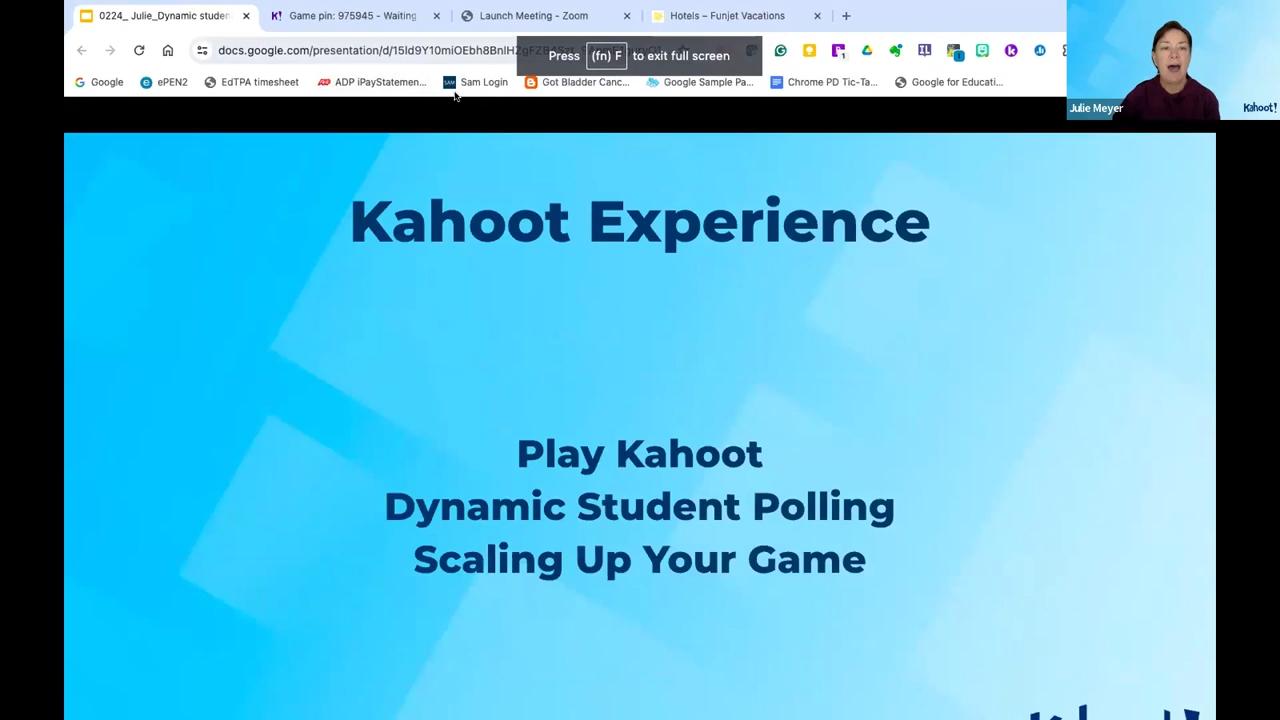 0224_ Julie_Dynamic studen
Game pin: 975945 - Waiting
Launch Meeting - Zoom
Hotels – Funjet Vacations
docs.google.com/presentation/d/15ld9Y10miOEbh8BnlH
Press (fn) F to exit full screen
Google
ePEN2
EdTPA timesheet
ADP iPayStatemen...
Sam Login
Got Bladder Canc...
Google Sample Pa...
Chrome PD Tic-Ta...
Google for Educati...
Julie Meyer
Kahoot!
Kahoot Experience
Play Kahoot
Dynamic Student Polling
Scaling Up Your Game
Kahoot!